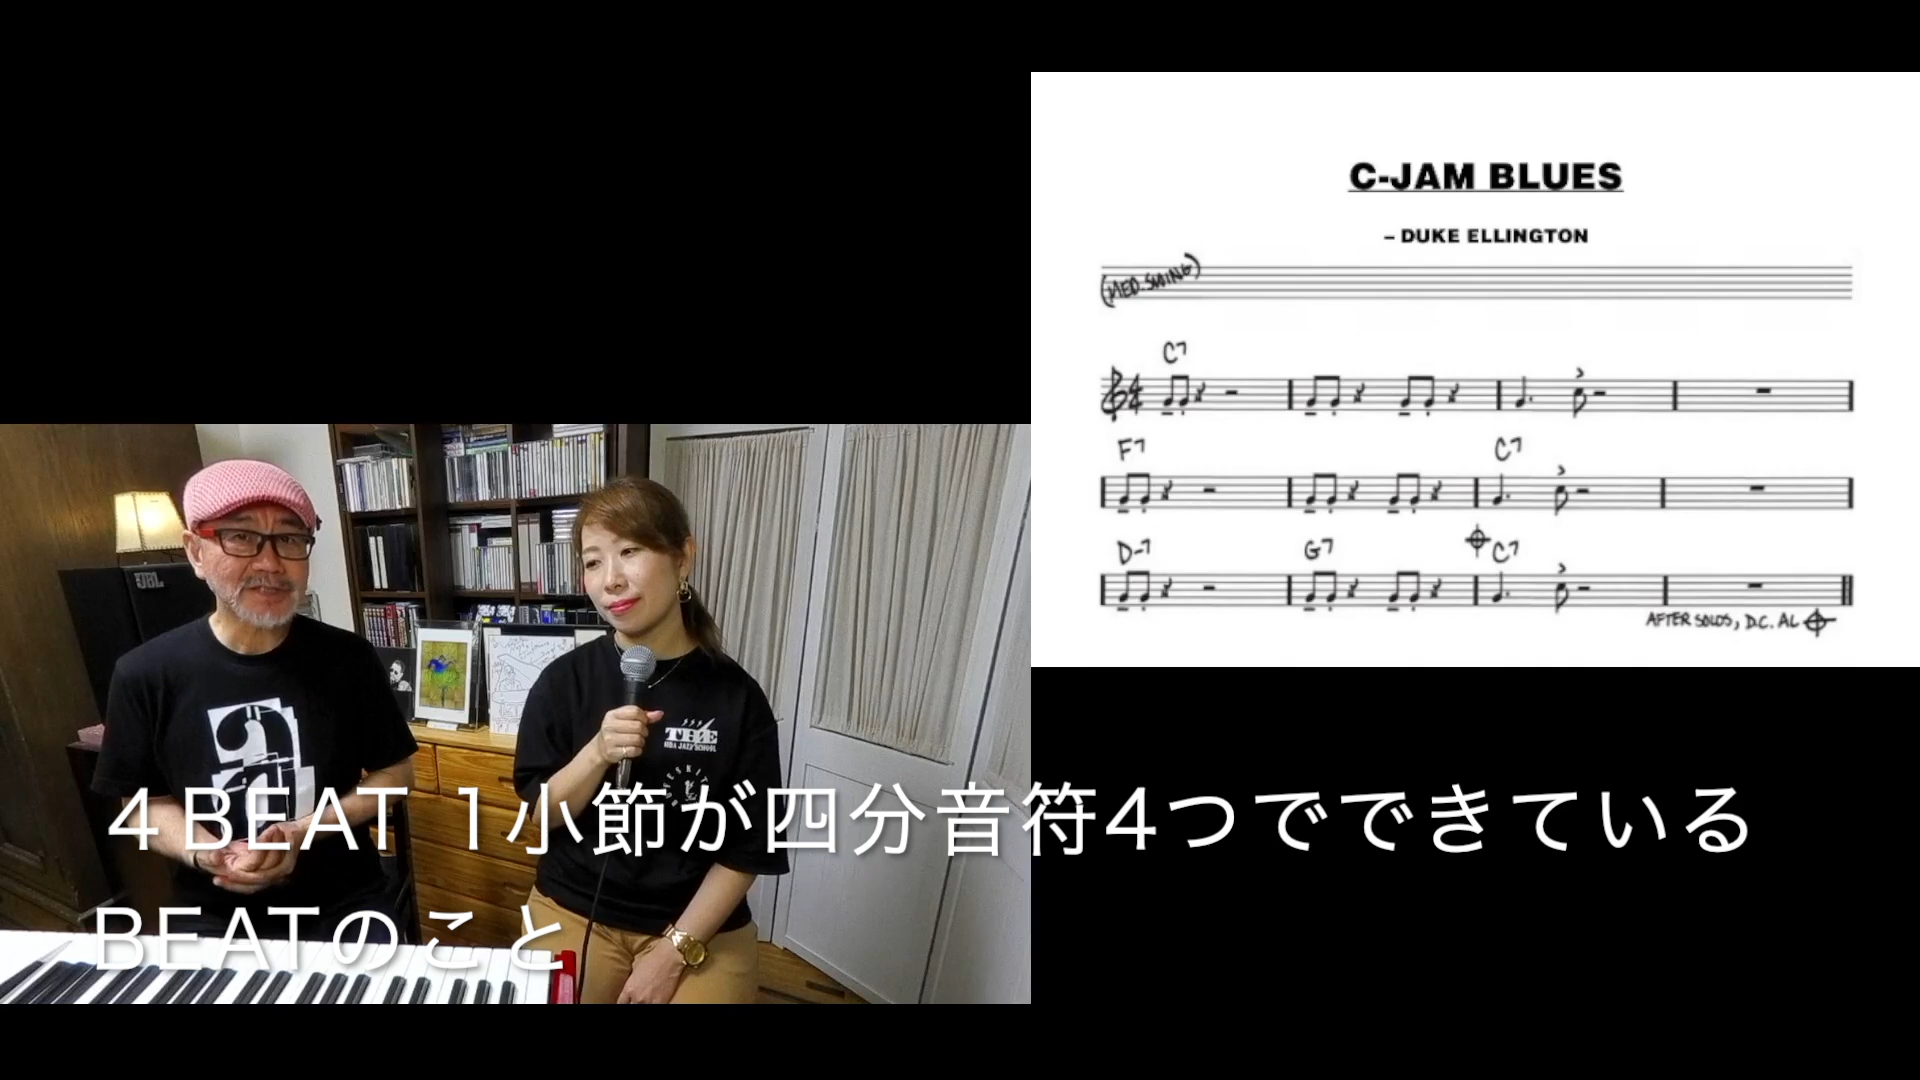 C-JAM BLUES
– DUKE ELLINGTON
(MED. SWING)
C7
F7
C7
D-7
G7
C7
AFTER SOLOS, D.C. AL
JBL
THE
４BEAT 1小節が四分音符4つでできている
BEATのこと